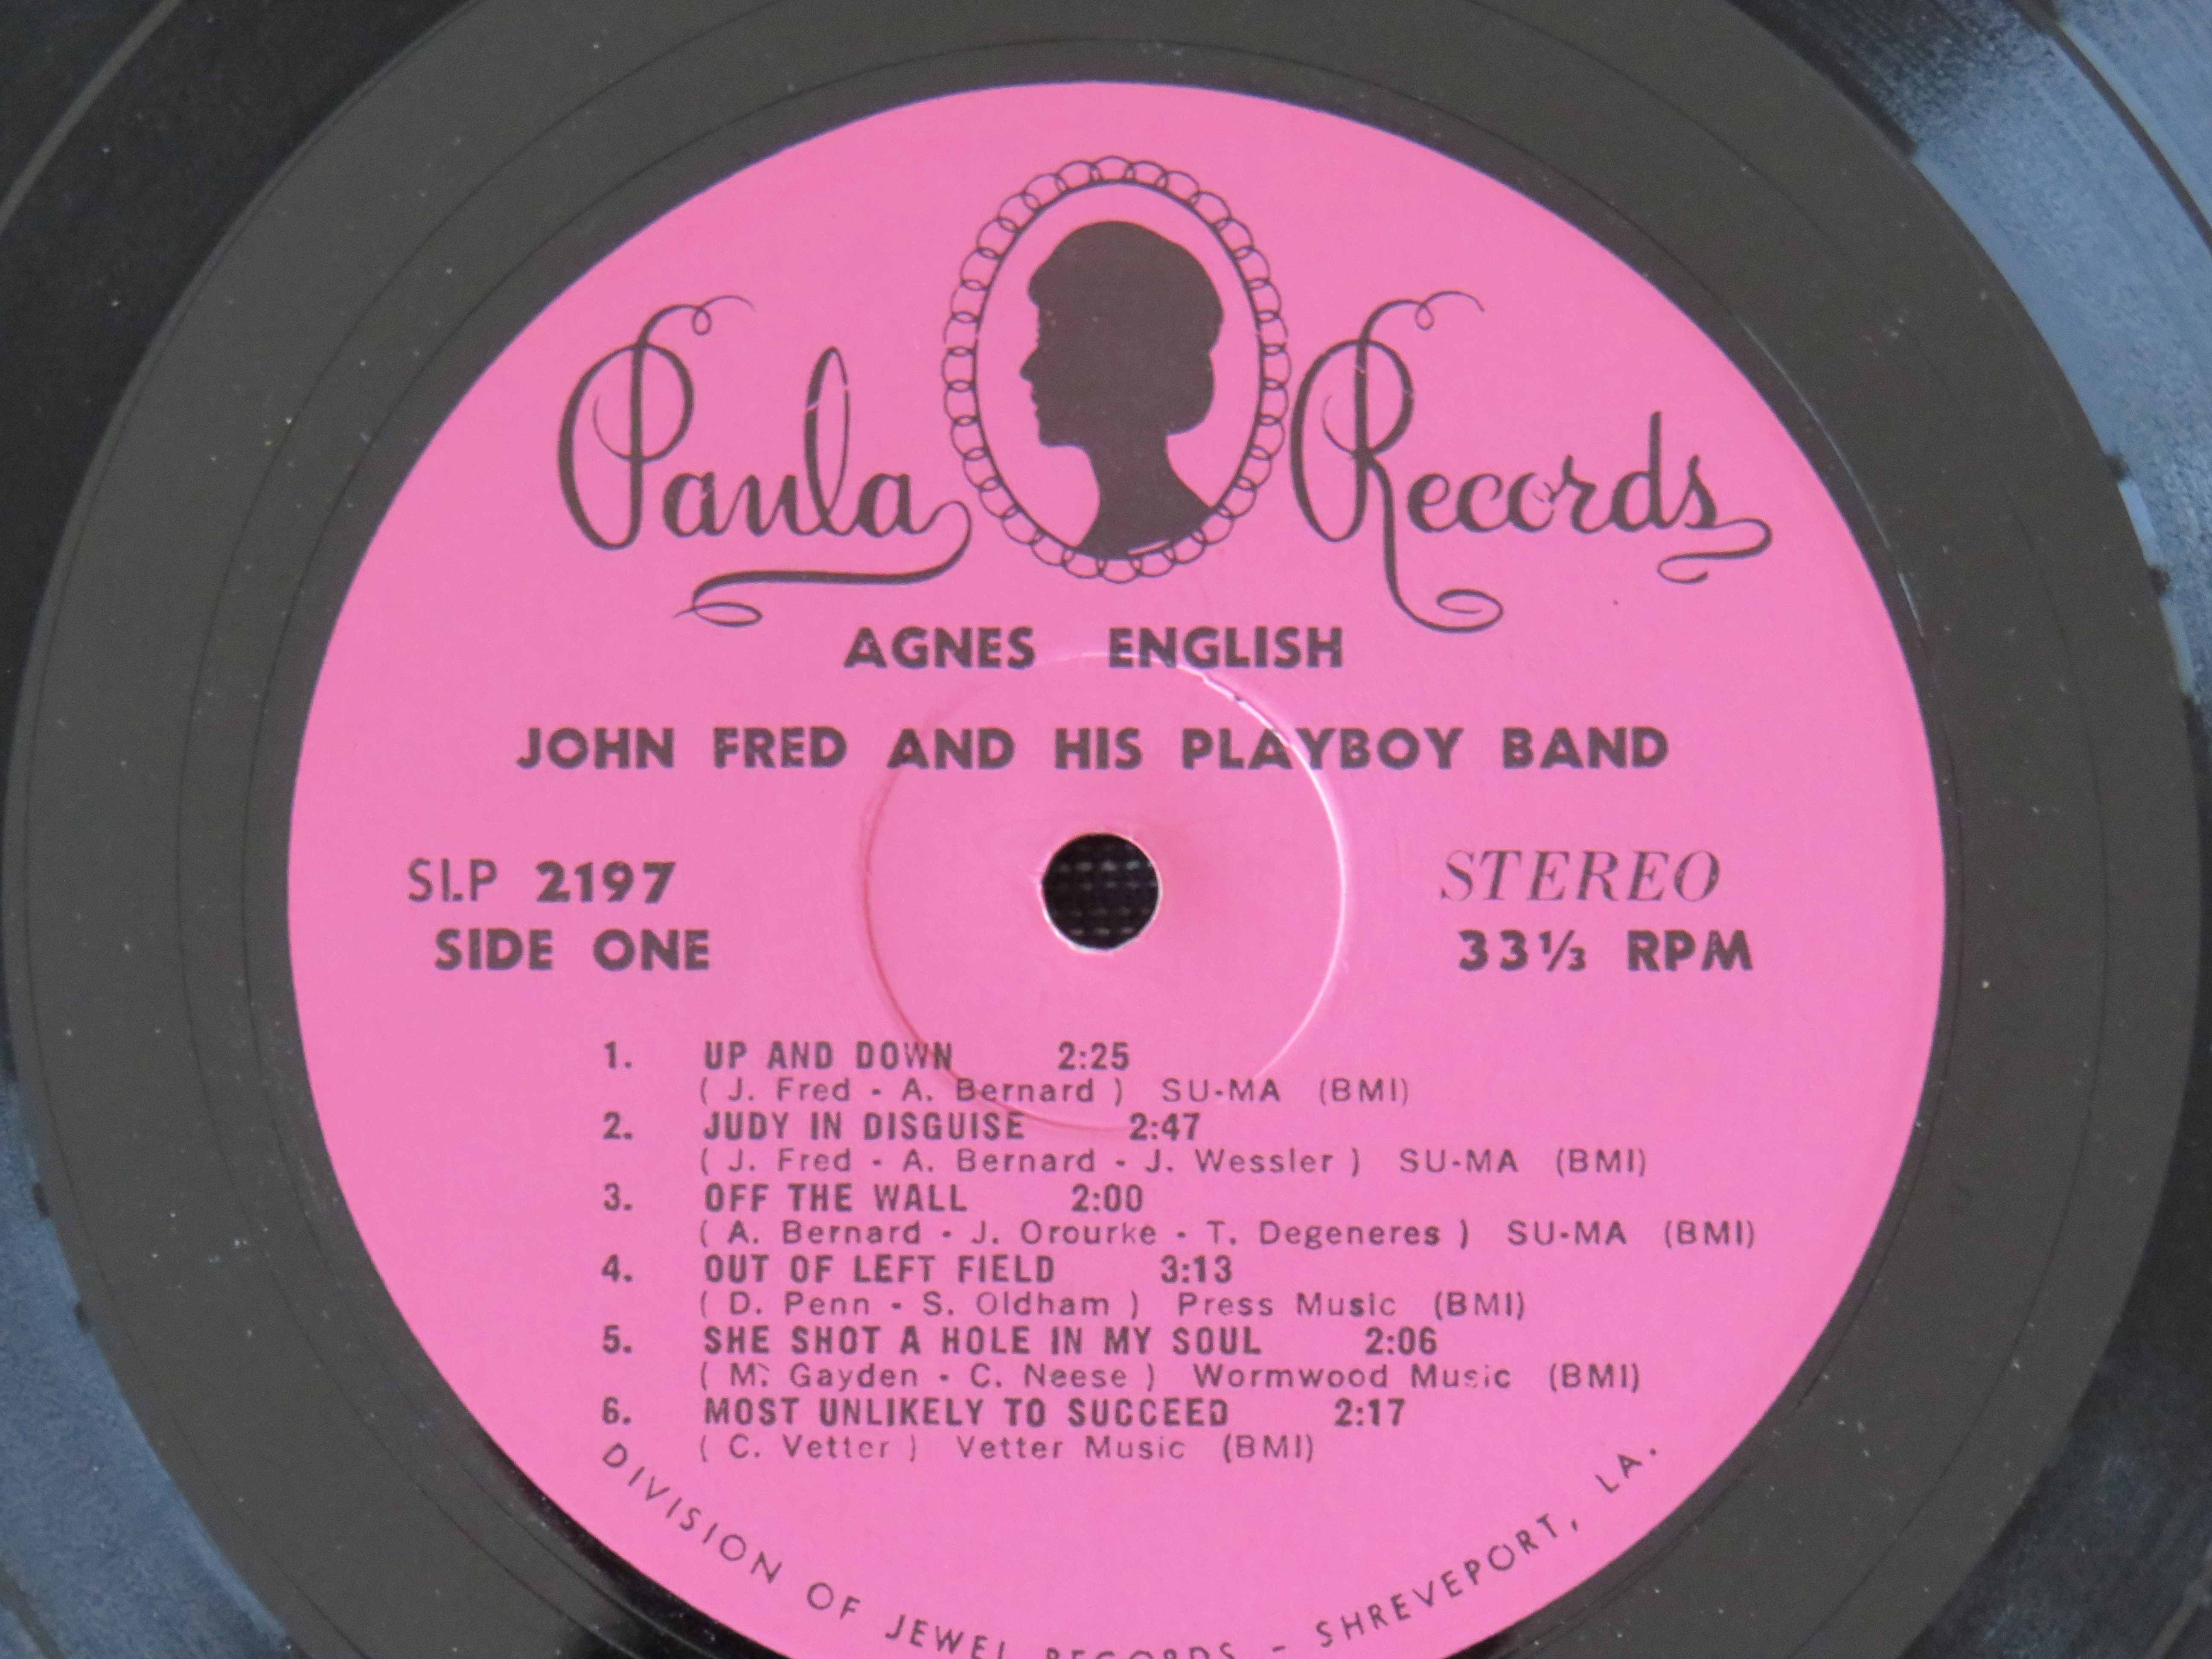 Paula Records
AGNES ENGLISH
JOHN FRED AND HIS PLAYBOY BAND
SLP 2197
SIDE ONE
STEREO
33⅓ RPM
1. UP AND DOWN 2:25
( J. Fred - A. Bernard ) SU-MA (BMI)
2. JUDY IN DISGUISE 2:47
( J. Fred - A. Bernard - J. Wessler ) SU-MA (BMI)
3. OFF THE WALL 2:00
( A. Bernard - J. Orourke - T. Degeneres ) SU-MA (BMI)
4. OUT OF LEFT FIELD 3:13
( D. Penn - S. Oldham ) Press Music (BMI)
5. SHE SHOT A HOLE IN MY SOUL 2:06
( M. Gayden - C. Neese ) Wormwood Music (BMI)
6. MOST UNLIKELY TO SUCCEED 2:17
( C. Vetter ) Vetter Music (BMI)
DIVISION OF JEWEL RECORDS - SHREVEPORT, LA.